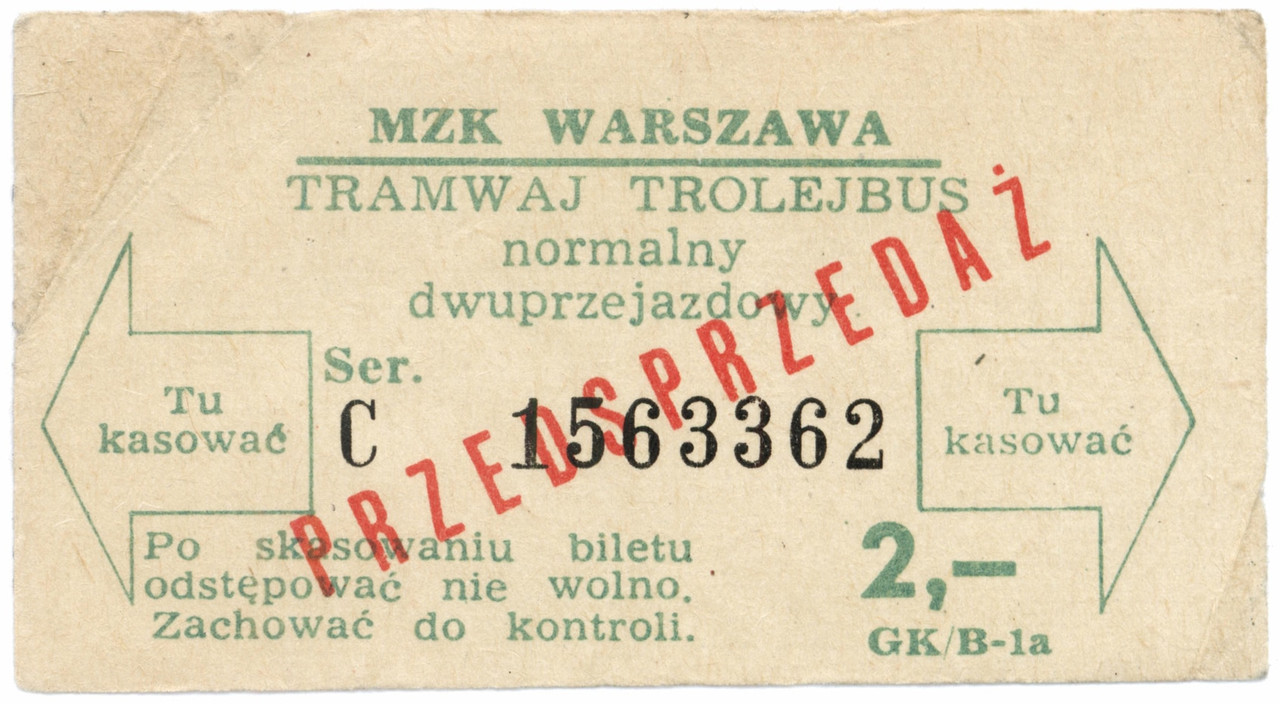 MZK WARSZAWA
TRAMWAJ TROLEJBUS
normalny
dwuprzejazdowy
PRZEDSPRZEDAŻ
Ser.
C 1563362
Tu
kasować
Tu
kasować
Po skasowaniu biletu
odstępować nie wolno.
Zachować do kontroli.
2,—
GK/B-1a